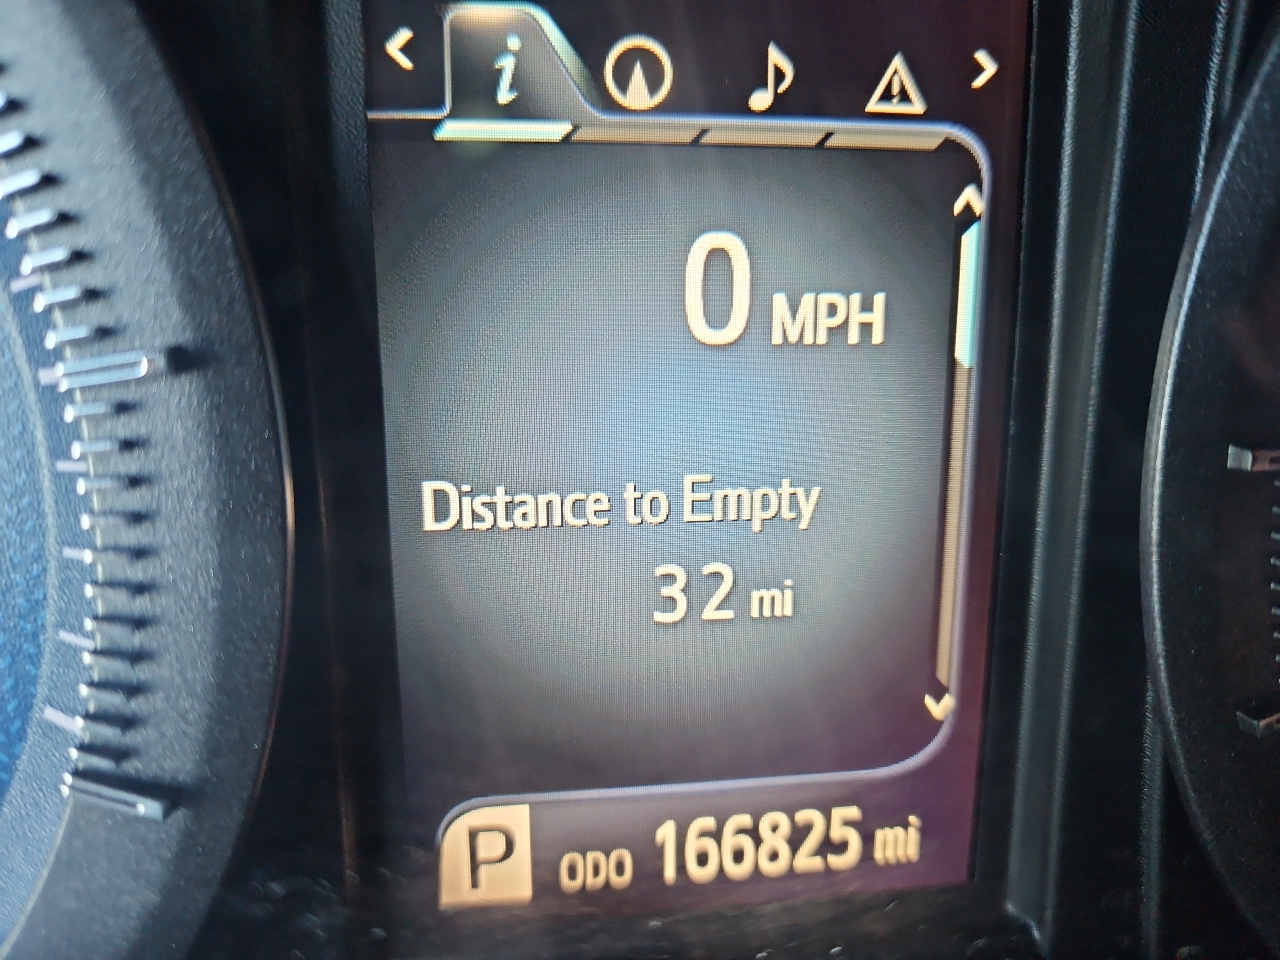 i
0 MPH
Distance to Empty
32 mi
P ODO 166825 mi